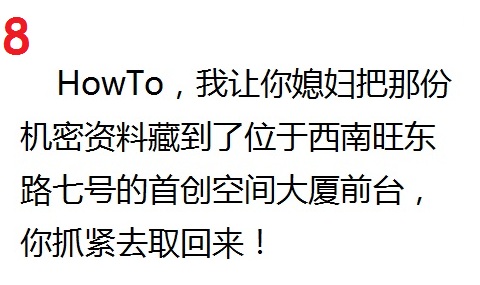 8
HowTo，我让你媳妇把那份
机密资料藏到了位于西南旺东
路七号的首创空间大厦前台，
你抓紧去取回来！